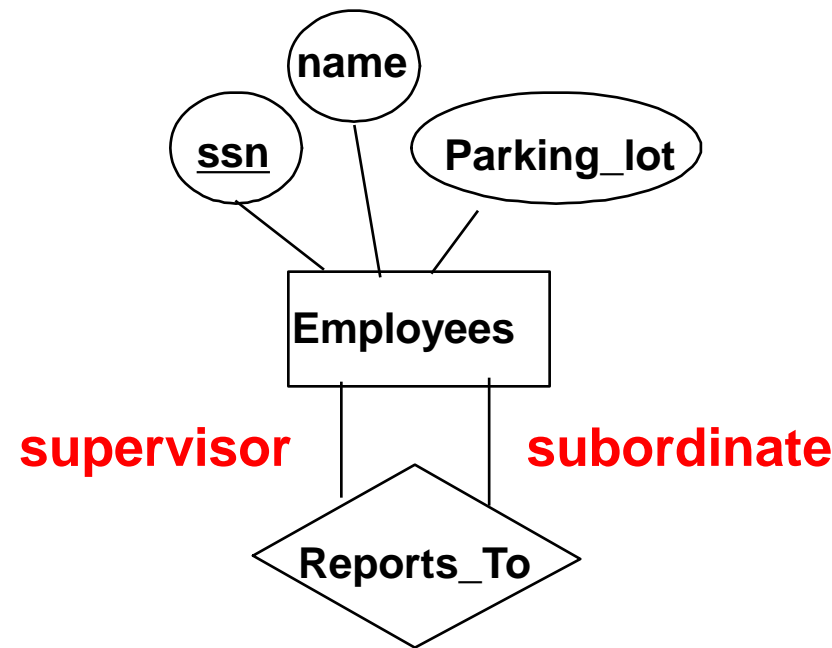 name
ssn
Parking_lot
Employees
supervisor
subordinate
Reports_To